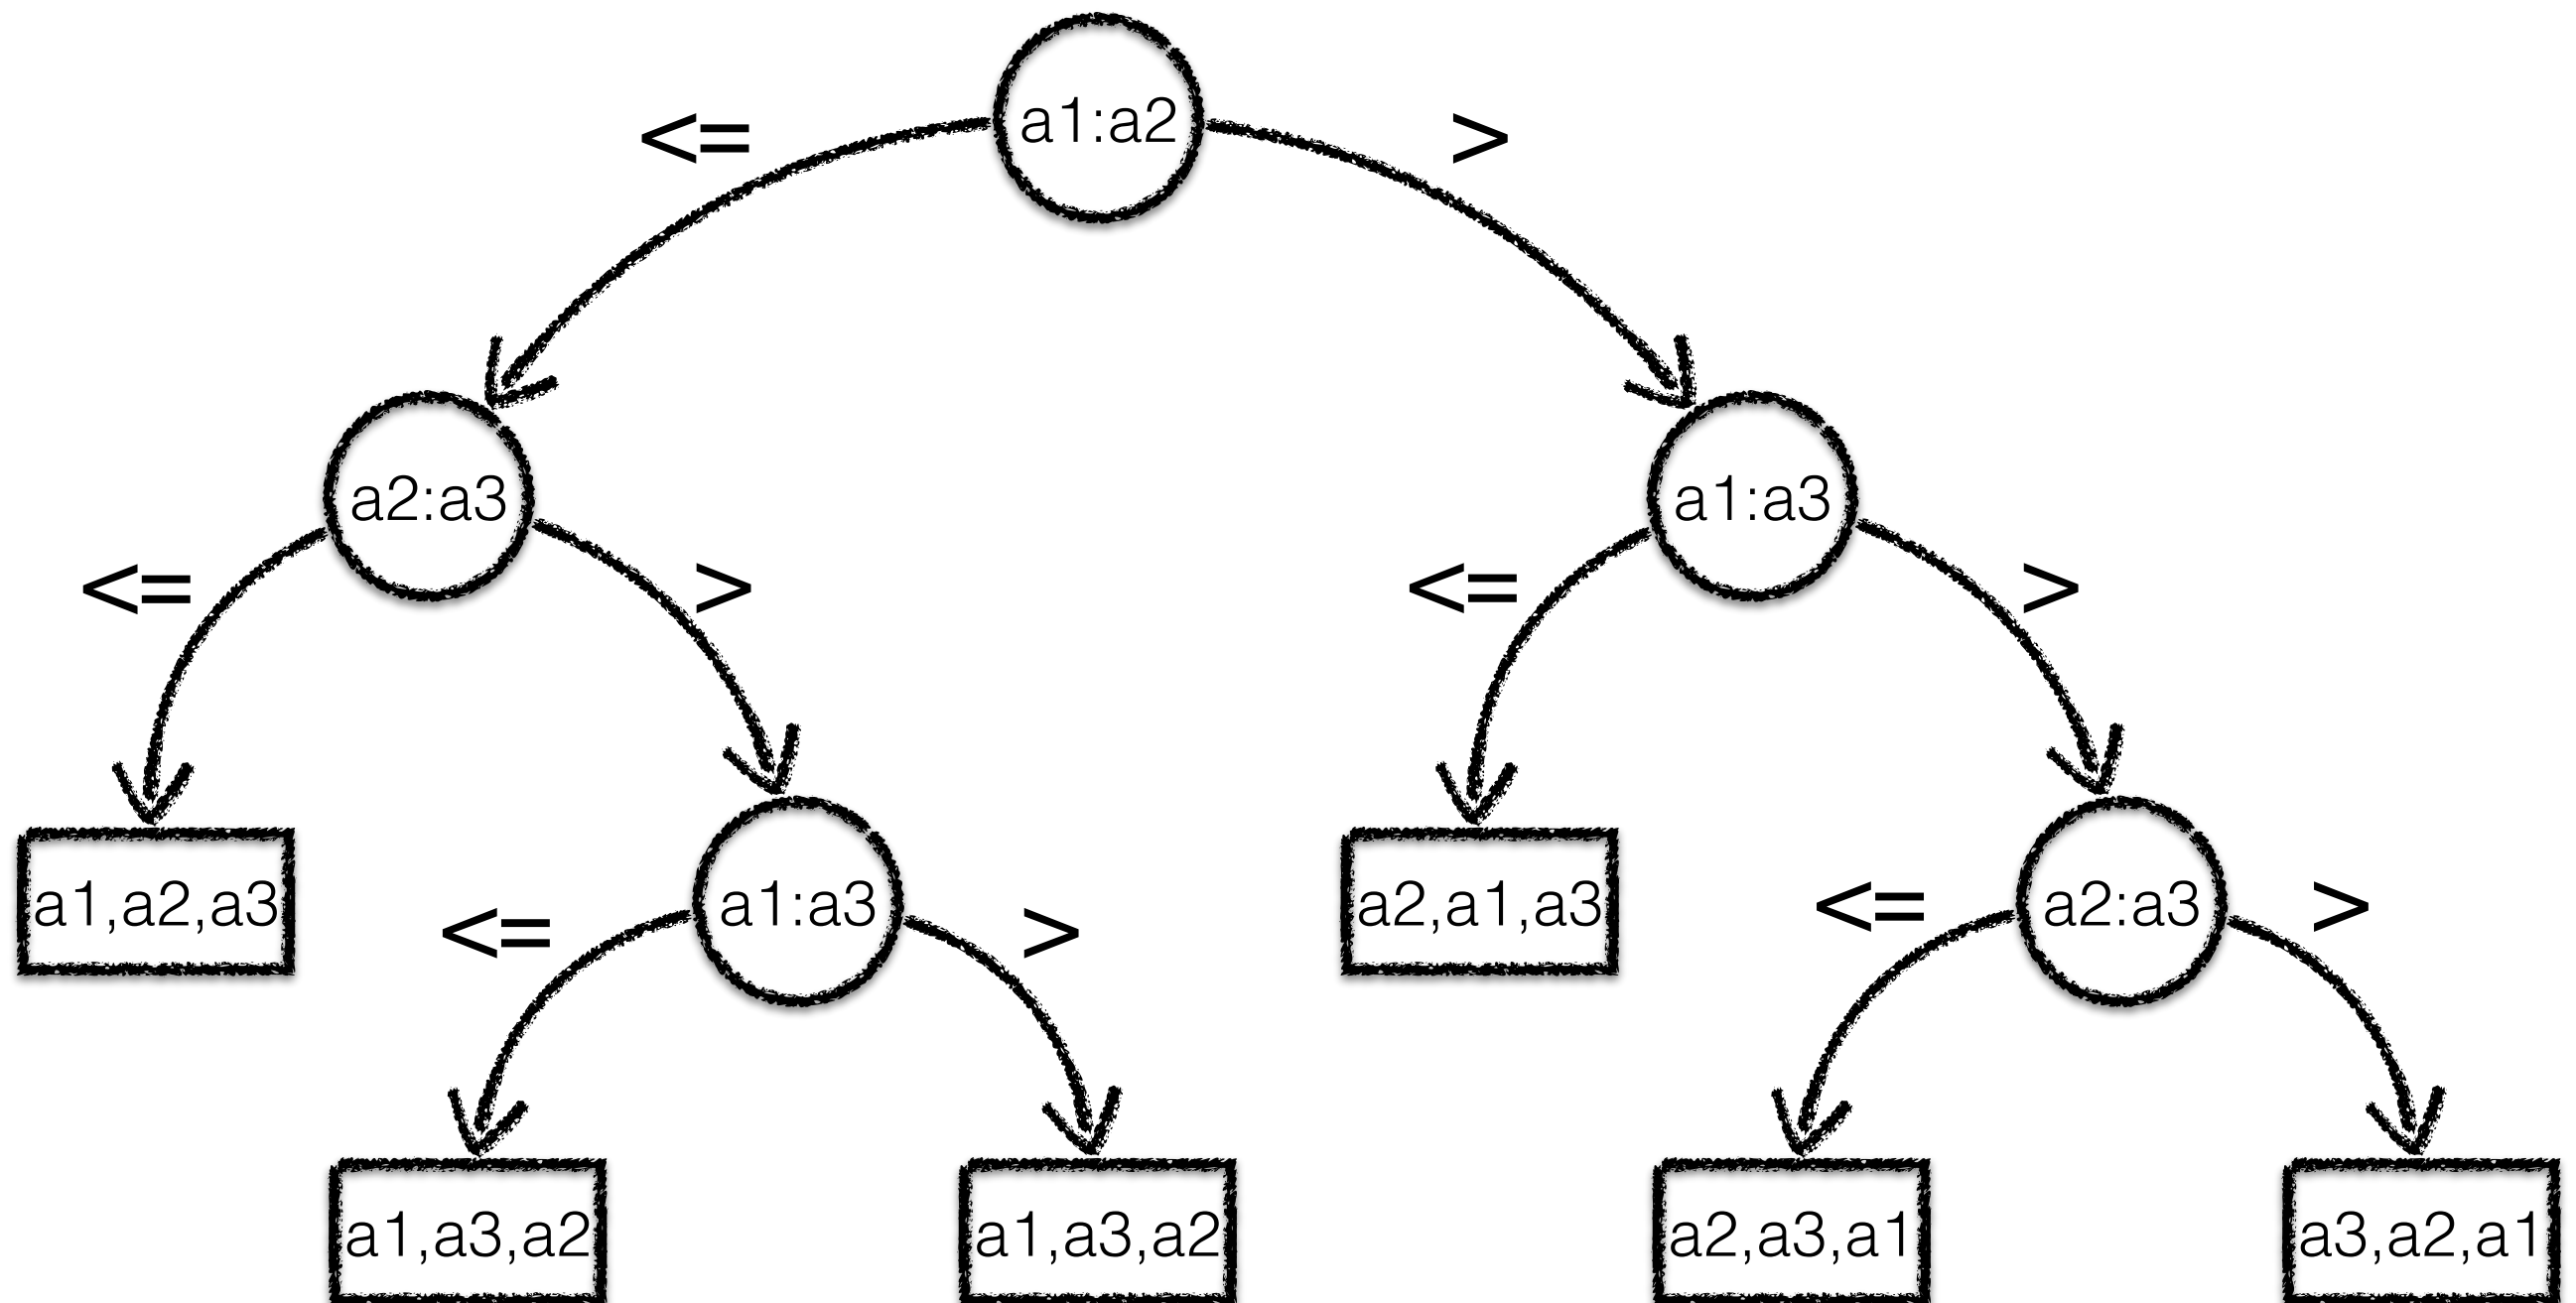 a1:a2
<=
>
a2:a3
a1:a3
<=
>
<=
>
a1,a2,a3
a1:a3
a2,a1,a3
a2:a3
<=
>
<=
>
a1,a3,a2
a1,a3,a2
a2,a3,a1
a3,a2,a1